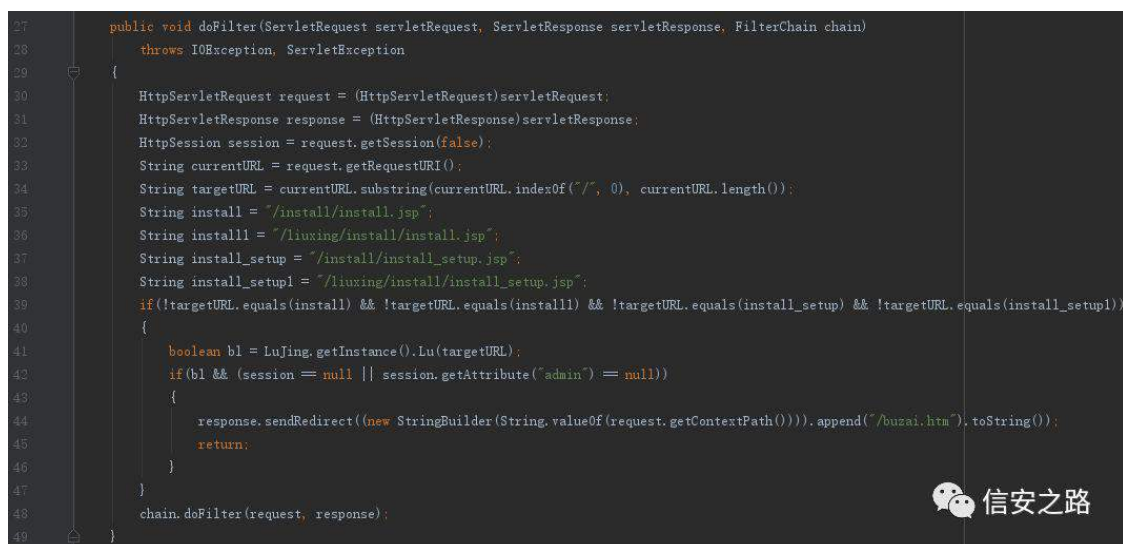 27 public void doFilter(ServletRequest servletRequest, ServletResponse servletResponse, FilterChain chain)
28 throws IOException, ServletException
29 {
30 HttpServletRequest request = (HttpServletRequest)servletRequest;
31 HttpServletResponse response = (HttpServletResponse)servletResponse;
32 HttpSession session = request.getSession(false);
33 String currentURL = request.getRequestURI();
34 String targetURL = currentURL.substring(currentURL.indexOf("/", 0), currentURL.length());
35 String install = "/install/install.jsp";
36 String install1 = "/liuxing/install/install.jsp";
37 String install_setup = "/install/install_setup.jsp";
38 String install_setup1 = "/liuxing/install/install_setup.jsp";
39 if(!targetURL.equals(install) && !targetURL.equals(install1) && !targetURL.equals(install_setup) && !targetURL.equals(install_setup1))
40 {
41 boolean bl = LuJing.getInstance().Lu(targetURL);
42 if(bl && (session == null || session.getAttribute("admin") == null))
43 {
44 response.sendRedirect((new StringBuilder(String.valueOf(request.getContextPath()))).append("/buzai.htm").toString());
45 return;
46 }
47 }
48 chain.doFilter(request, response);
49 }
信安之路